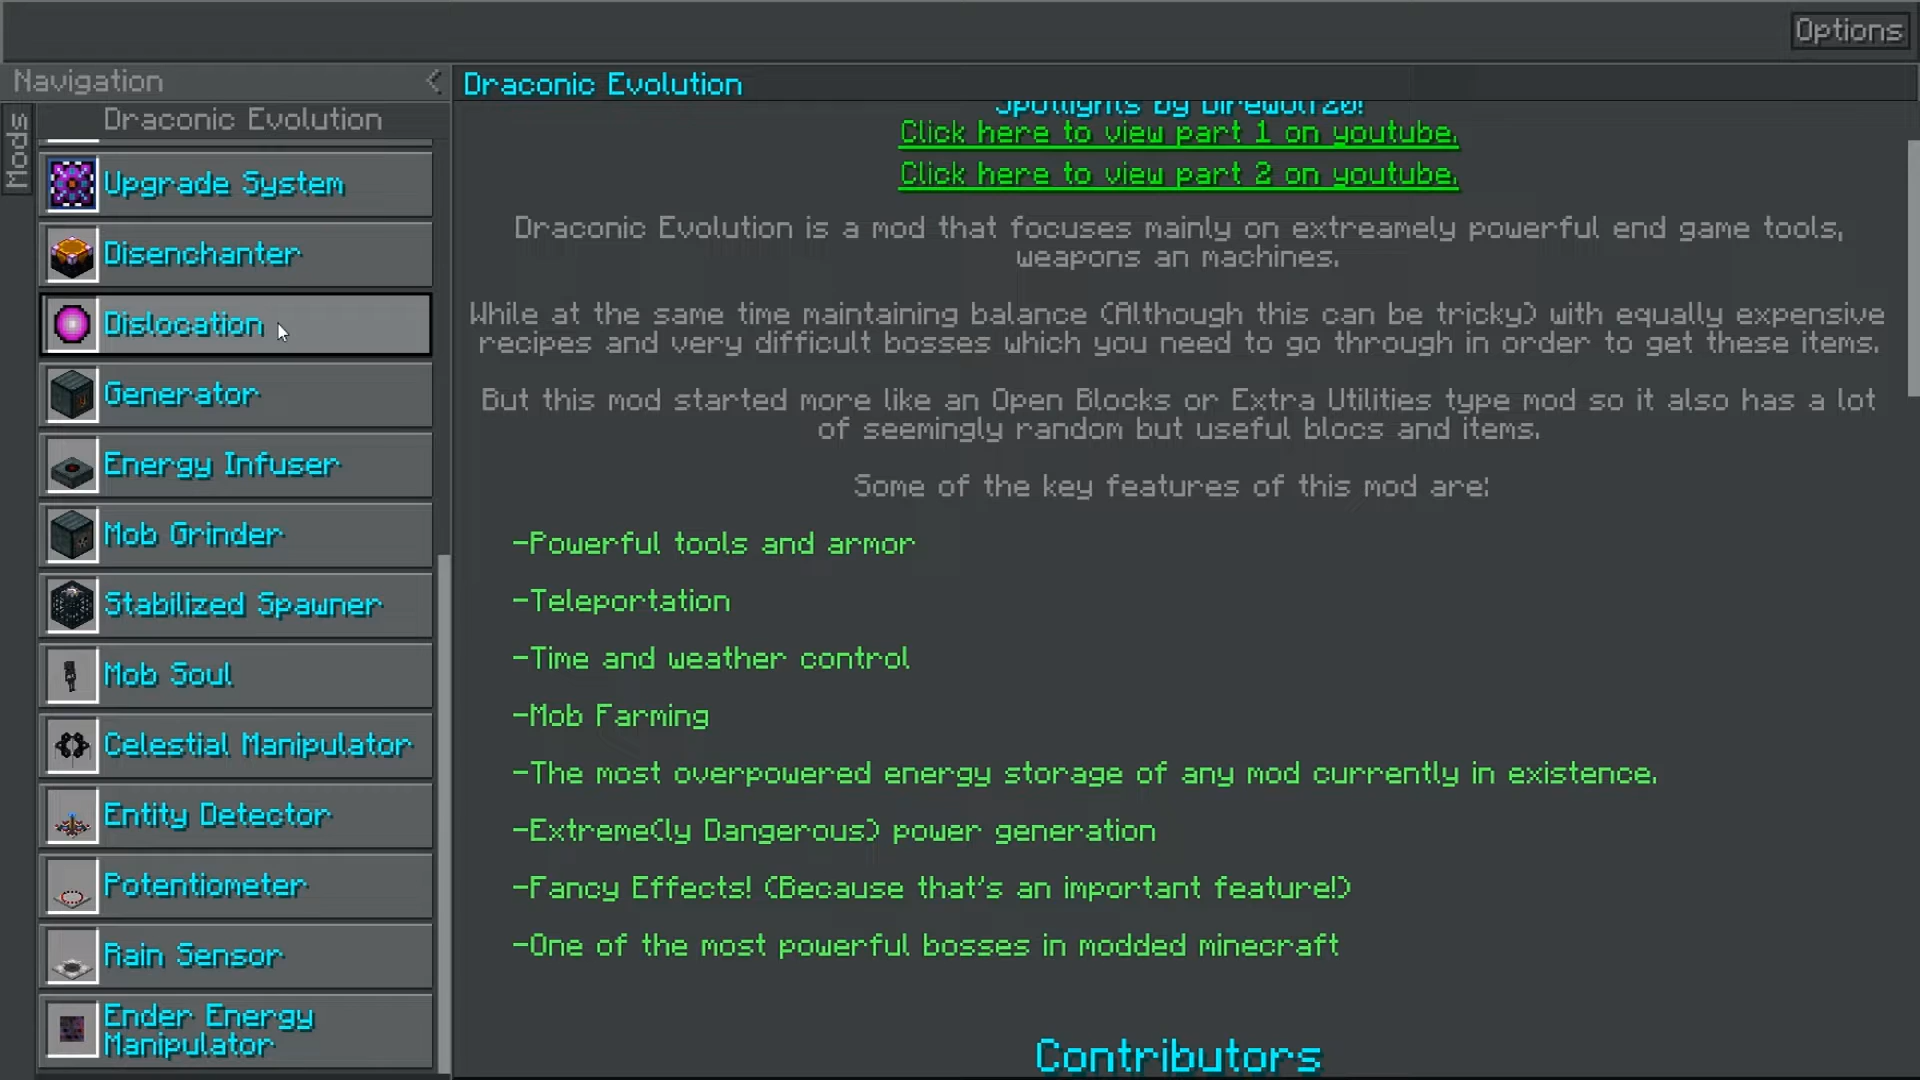 Options
Navigation
Mods
Draconic Evolution
Upgrade System
Disenchanter
Dislocation
Generator
Energy Infuser
Mob Grinder
Stabilized Spawner
Mob Soul
Celestial Manipulator
Entity Detector
Potentiometer
Rain Sensor
Ender Energy
Manipulator
Draconic Evolution
Spotlights by Direwolf20!
Click here to view part 1 on youtube.
Click here to view part 2 on youtube.
Draconic Evolution is a mod that focuses mainly on extreamely powerful end game tools,
weapons an machines.
While at the same time maintaining balance (Although this can be tricky) with equally expensive
recipes and very difficult bosses which you need to go through in order to get these items.
But this mod started more like an Open Blocks or Extra Utilities type mod so it also has a lot
of seemingly random but useful blocs and items.
Some of the key features of this mod are:
-Powerful tools and armor
-Teleportation
-Time and weather control
-Mob Farming
-The most overpowered energy storage of any mod currently in existence.
-Extreme(ly Dangerous) power generation
-Fancy Effects! (Because that's an important feature!)
-One of the most powerful bosses in modded minecraft
Contributors